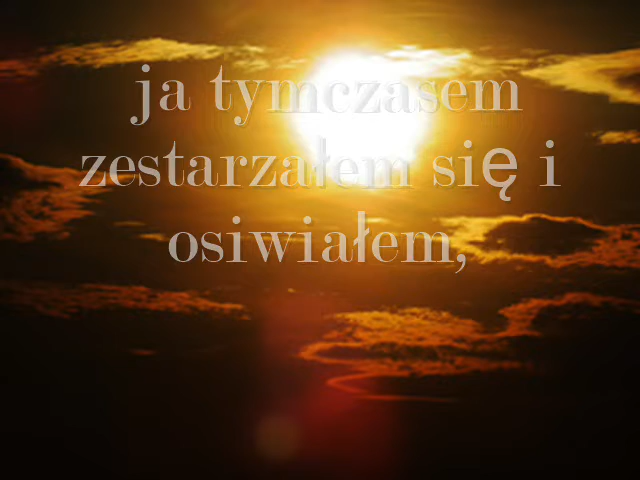 ja tymczasem
zestarzałem się i
osiwiałem,